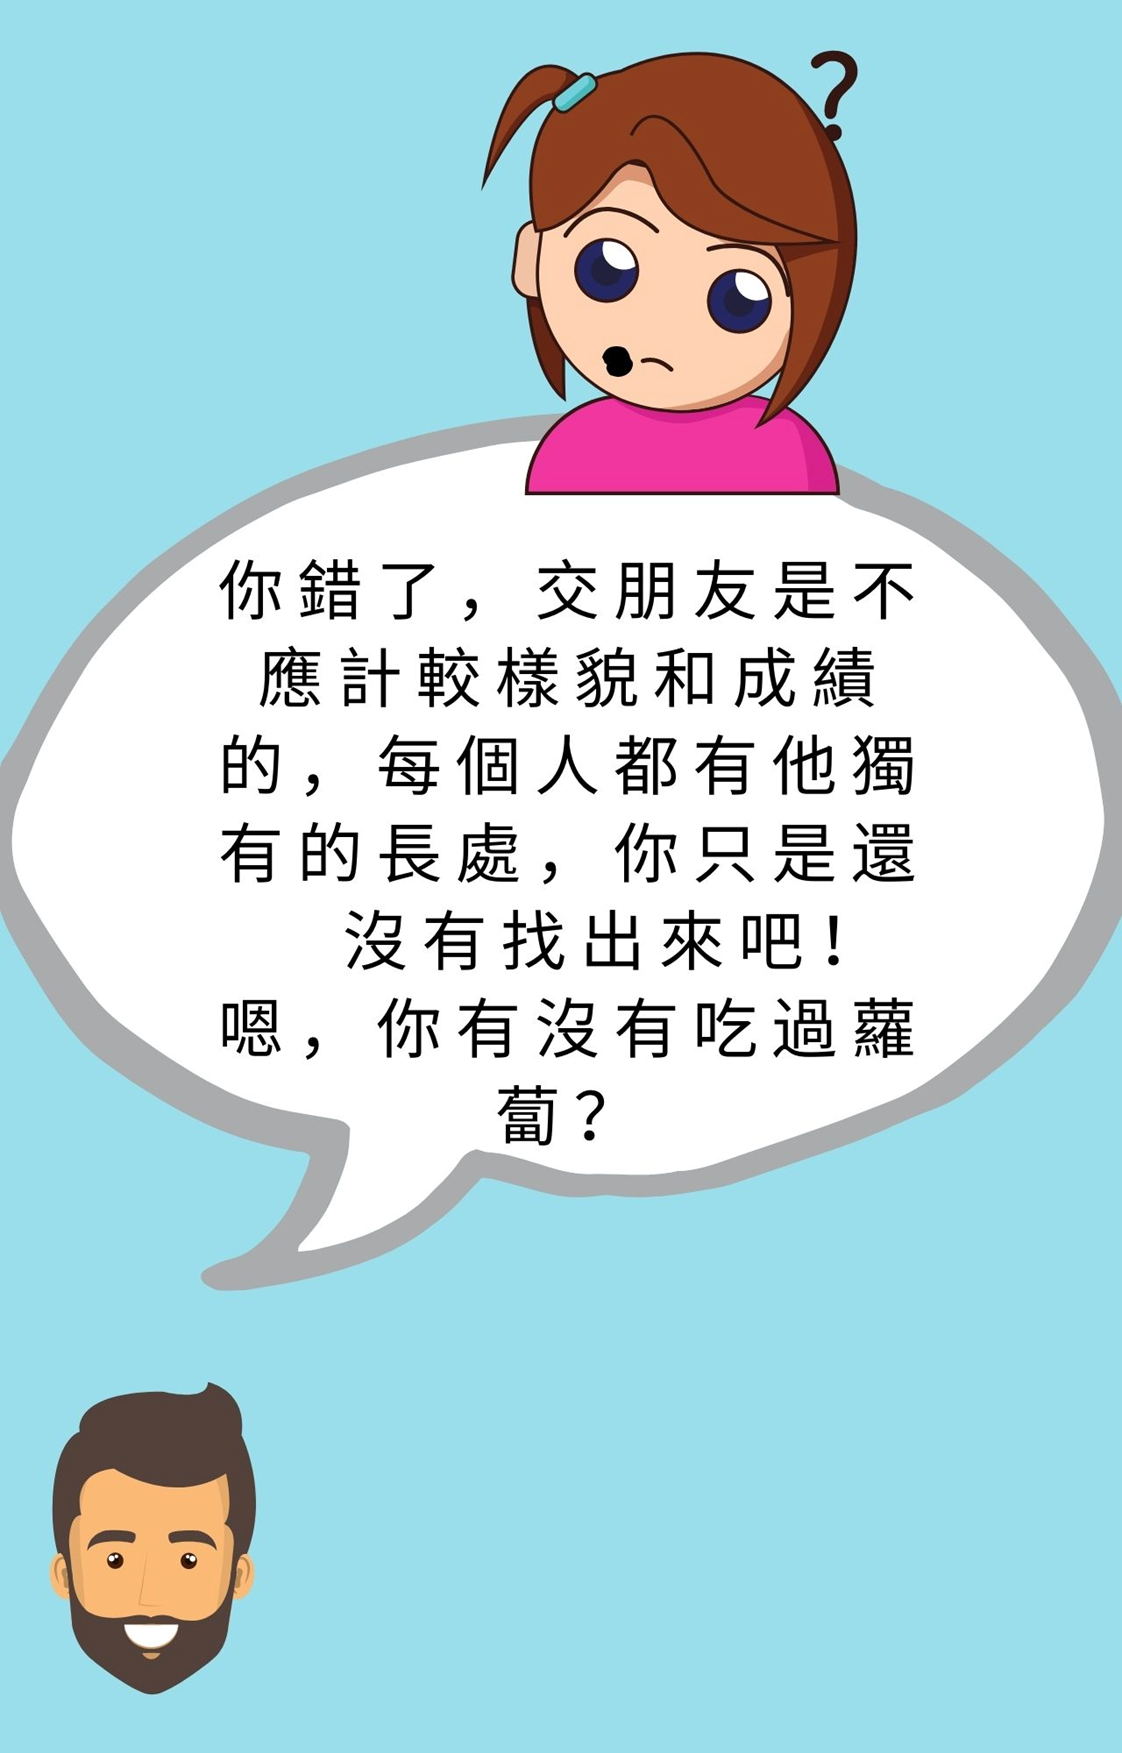 ?
你錯了，交朋友是不
應計較樣貌和成績
的，每個人都有他獨
有的長處，你只是還
沒有找出來吧！
嗯，你有沒有吃過蘿
蔔？